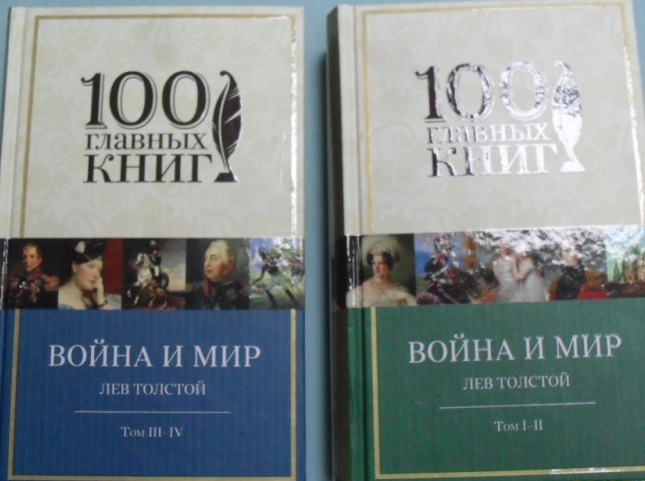 100
ГЛАВНЫХ
КНИГ
ВОЙНА И МИР
ЛЕВ ТОЛСТОЙ
Том III–IV
100
ГЛАВНЫХ
КНИГ
ВОЙНА И МИР
ЛЕВ ТОЛСТОЙ
Том I–II